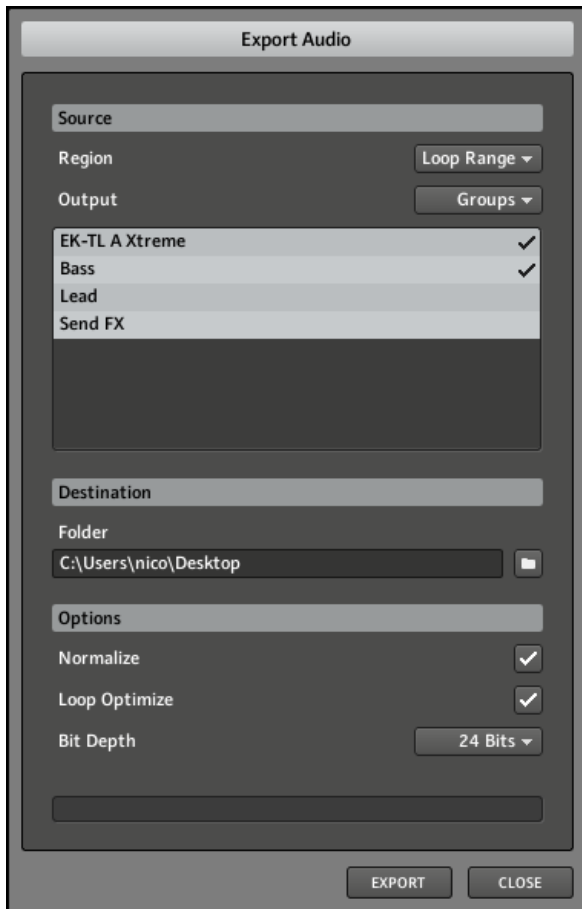 Export Audio
Source
Region Loop Range
Output Groups
EK-TL A Xtreme
Bass
Lead
Send FX
Destination
Folder
C:\Users\nico\Desktop
Options
Normalize
Loop Optimize
Bit Depth 24 Bits
EXPORT CLOSE